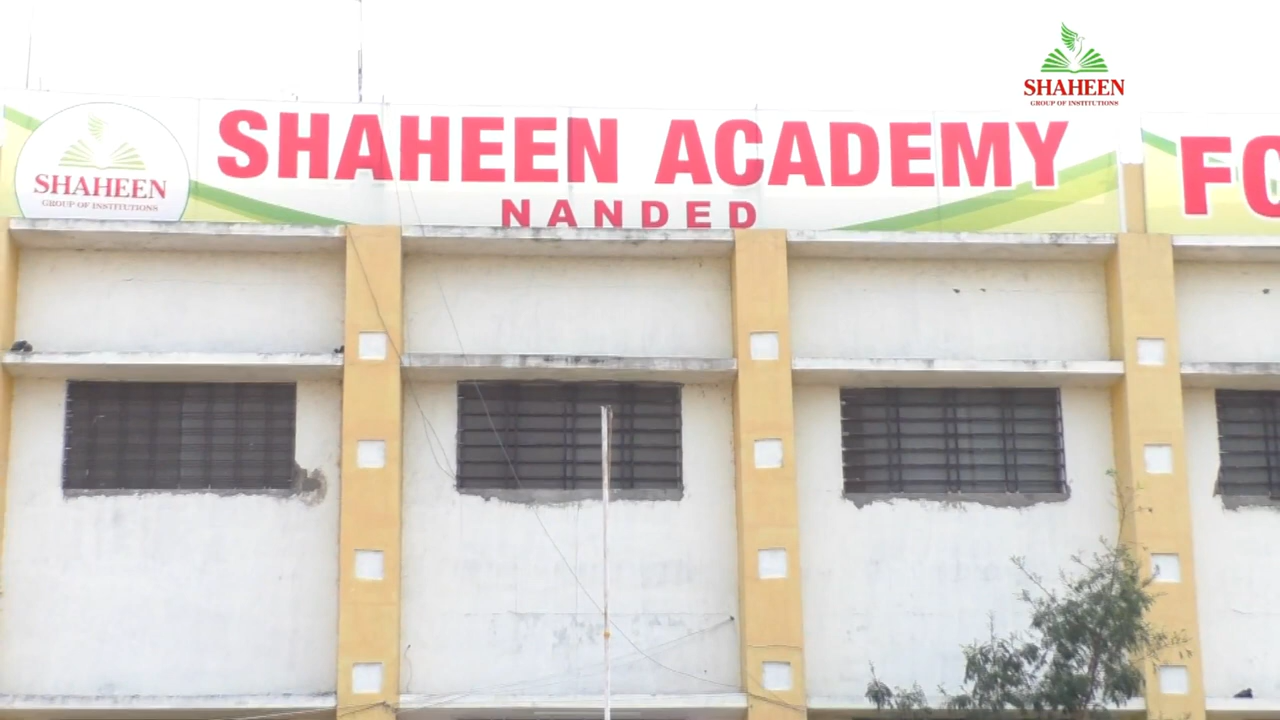 SHAHEEN
GROUP OF INSTITUTIONS
SHAHEEN
GROUP OF INSTITUTIONS
SHAHEEN ACADEMY
NANDED